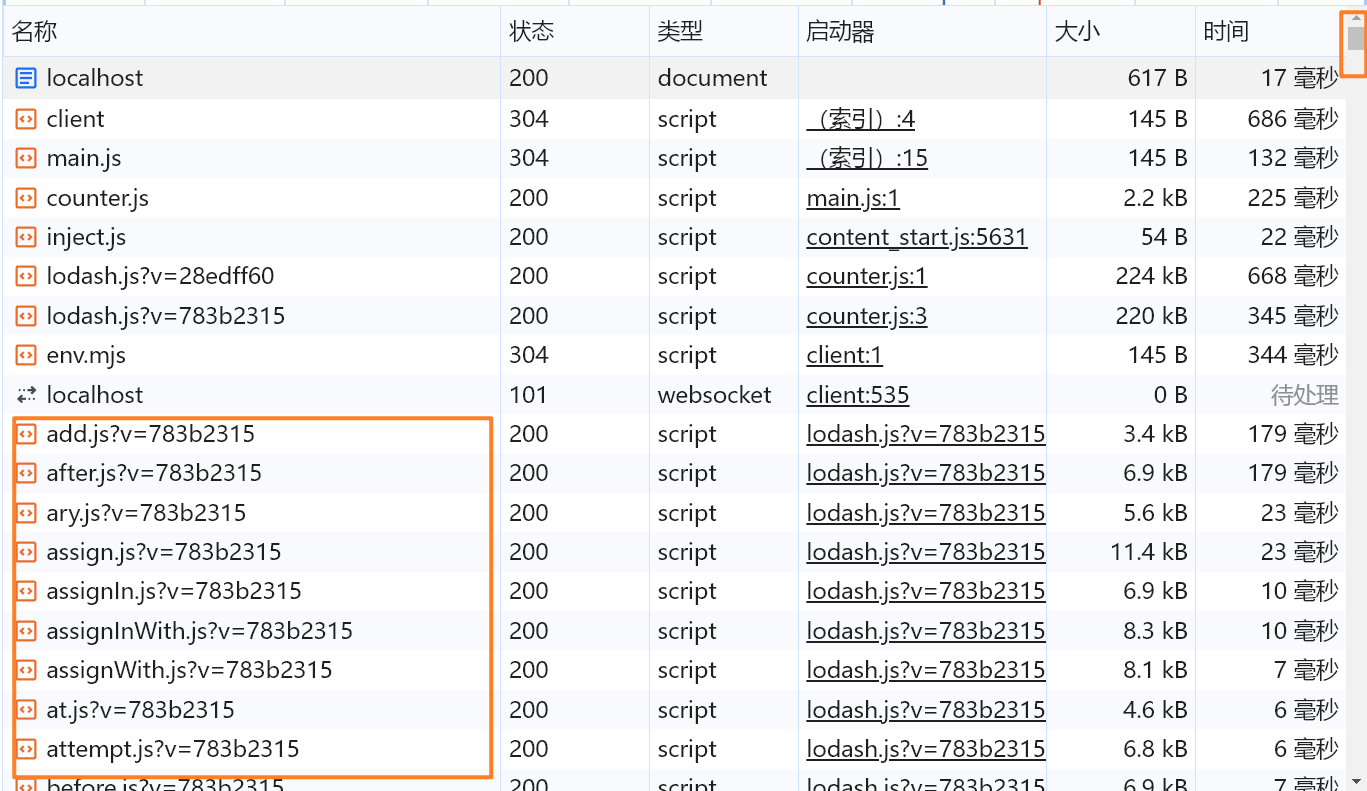 名称 状态 类型 启动器 大小 时间
localhost 200 document 617 B 17 毫秒
client 304 script （索引）:4 145 B 686 毫秒
main.js 304 script （索引）:15 145 B 132 毫秒
counter.js 200 script main.js:1 2.2 kB 225 毫秒
inject.js 200 script content_start.js:5631 54 B 22 毫秒
lodash.js?v=28edff60 200 script counter.js:1 224 kB 668 毫秒
lodash.js?v=783b2315 200 script counter.js:3 220 kB 345 毫秒
env.mjs 304 script client:1 145 B 344 毫秒
localhost 101 websocket client:535 0 B 待处理
add.js?v=783b2315 200 script lodash.js?v=783b2315 3.4 kB 179 毫秒
after.js?v=783b2315 200 script lodash.js?v=783b2315 6.9 kB 179 毫秒
ary.js?v=783b2315 200 script lodash.js?v=783b2315 5.6 kB 23 毫秒
assign.js?v=783b2315 200 script lodash.js?v=783b2315 11.4 kB 23 毫秒
assignIn.js?v=783b2315 200 script lodash.js?v=783b2315 6.9 kB 10 毫秒
assignInWith.js?v=783b2315 200 script lodash.js?v=783b2315 8.3 kB 10 毫秒
assignWith.js?v=783b2315 200 script lodash.js?v=783b2315 8.1 kB 7 毫秒
at.js?v=783b2315 200 script lodash.js?v=783b2315 4.6 kB 6 毫秒
attempt.js?v=783b2315 200 script lodash.js?v=783b2315 6.8 kB 6 毫秒
before.js?v=783b2315 200 script lodash.js?v=783b2315 6.9 kB 7 毫秒